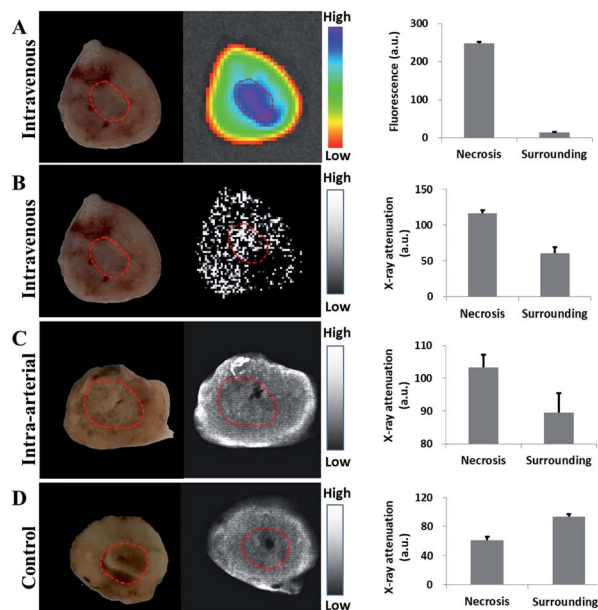 A
Intravenous
High
Low
Fluorescence (a.u.)
300
200
100
0
Necrosis Surrounding
B
Intravenous
High
Low
X-ray attenuation
(a.u.)
150
100
50
0
Necrosis Surrounding
C
Intra-arterial
High
Low
X-ray attenuation
(a.u.)
110
100
90
80
Necrosis Surrounding
D
Control
High
Low
X-ray attenuation
(a.u.)
120
80
40
0
Necrosis Surrounding